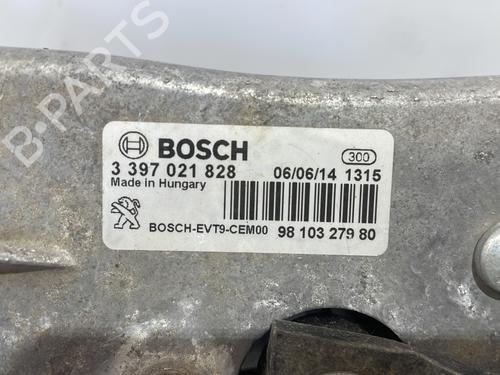 BOSCH
300
3 397 021 828 06/06/14 1315
Made in Hungary
BOSCH-EVT9-CEM00 98 103 279 80
B-PARTS